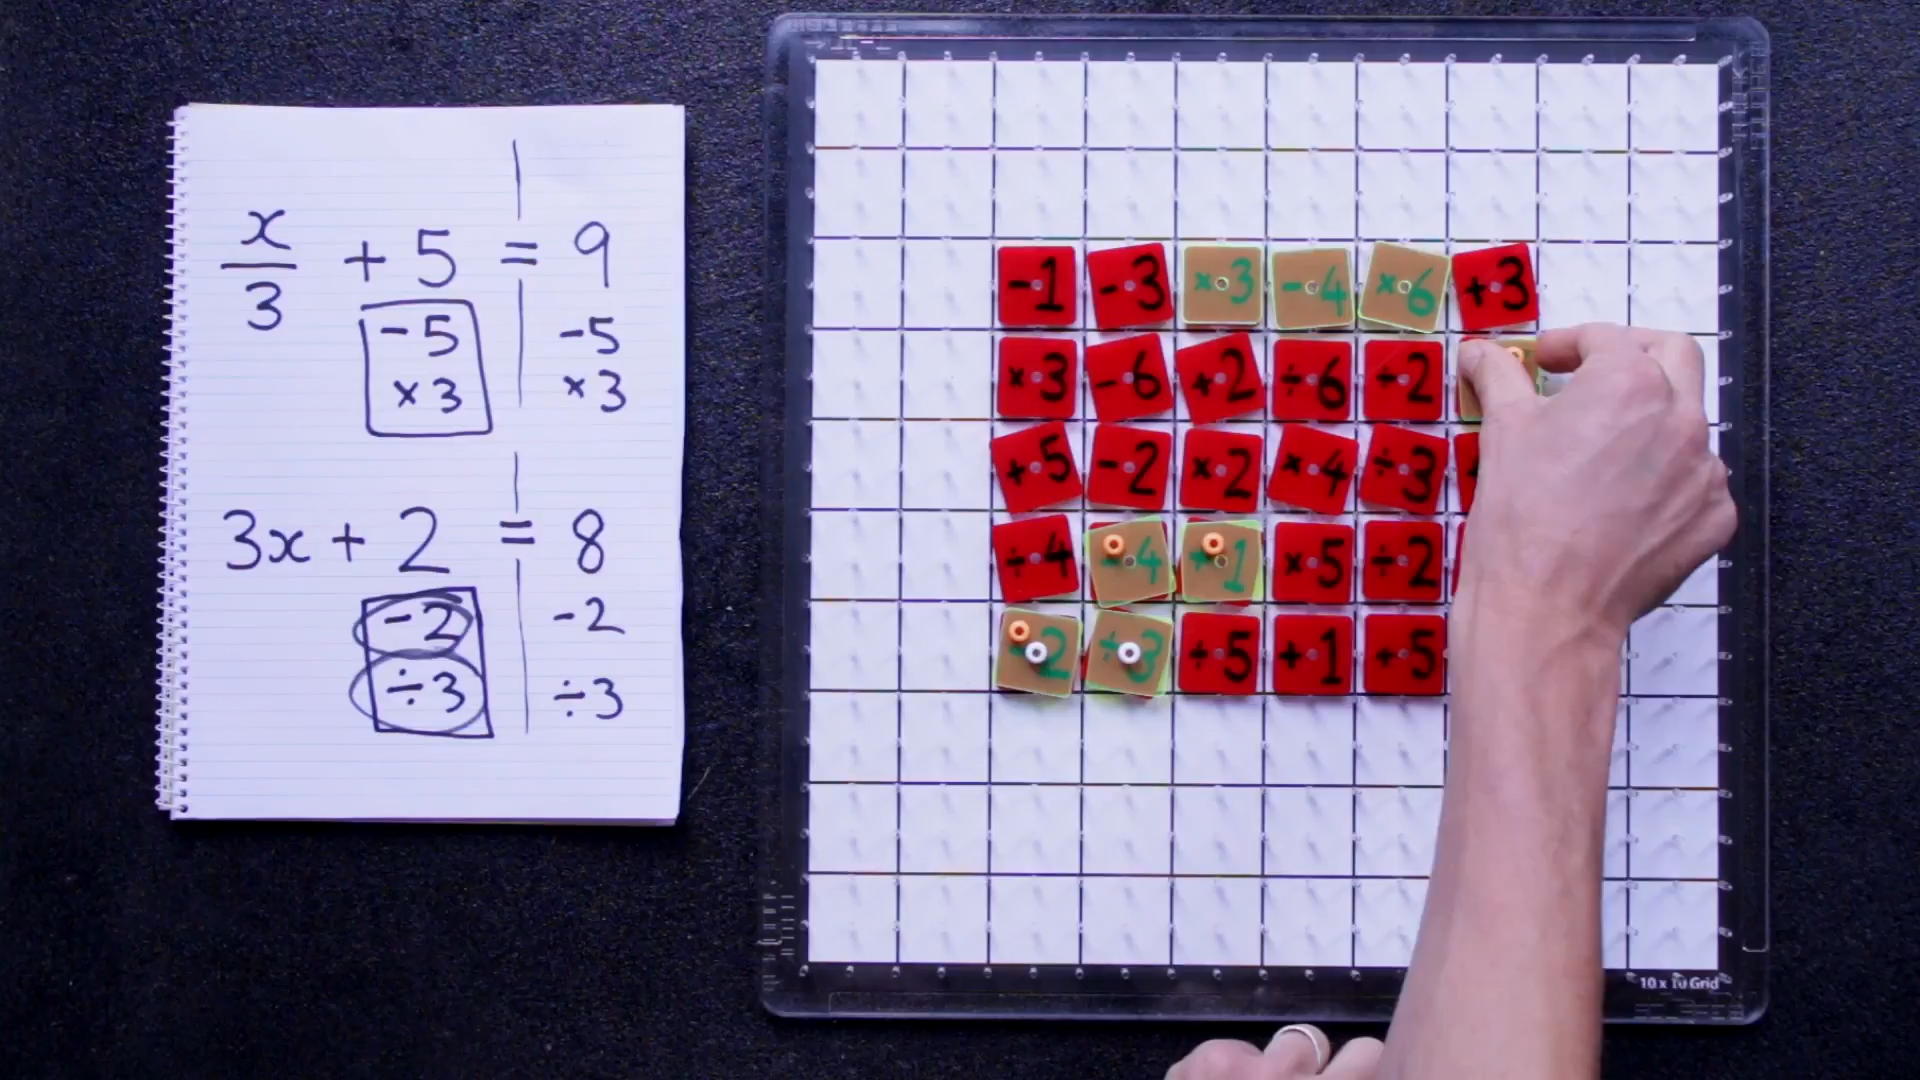 x/3 + 5 = 9
-5 -5
×3 ×3
3x + 2 = 8
-2 -2
÷3 ÷3
-1 -3 ×3 -4 ×6 +3
×3 -6 +2 ÷6 ÷2
+5 -2 ×2 ×4 ÷3
÷4 4 1 ×5 ÷2
2 ÷3 ÷5 +1
10 x 10 Grid